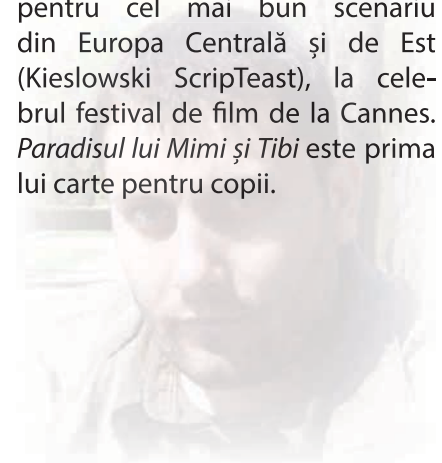 pentru cel mai bun scenariu
din Europa Centrală și de Est
(Kieslowski ScripTeast), la cele-
brul festival de film de la Cannes.
Paradisul lui Mimi și Tibi este prima
lui carte pentru copii.